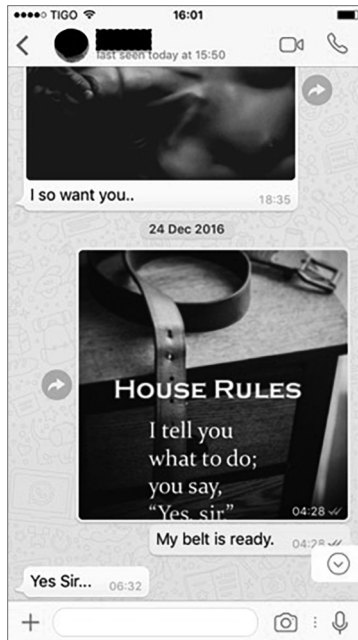 TIGO
16:01
last seen today at 15:50
I so want you..
18:35
24 Dec 2016
HOUSE RULES
I tell you
what to do;
you say,
“Yes, sir.”
04:28
My belt is ready.
04:28
Yes Sir...
06:32